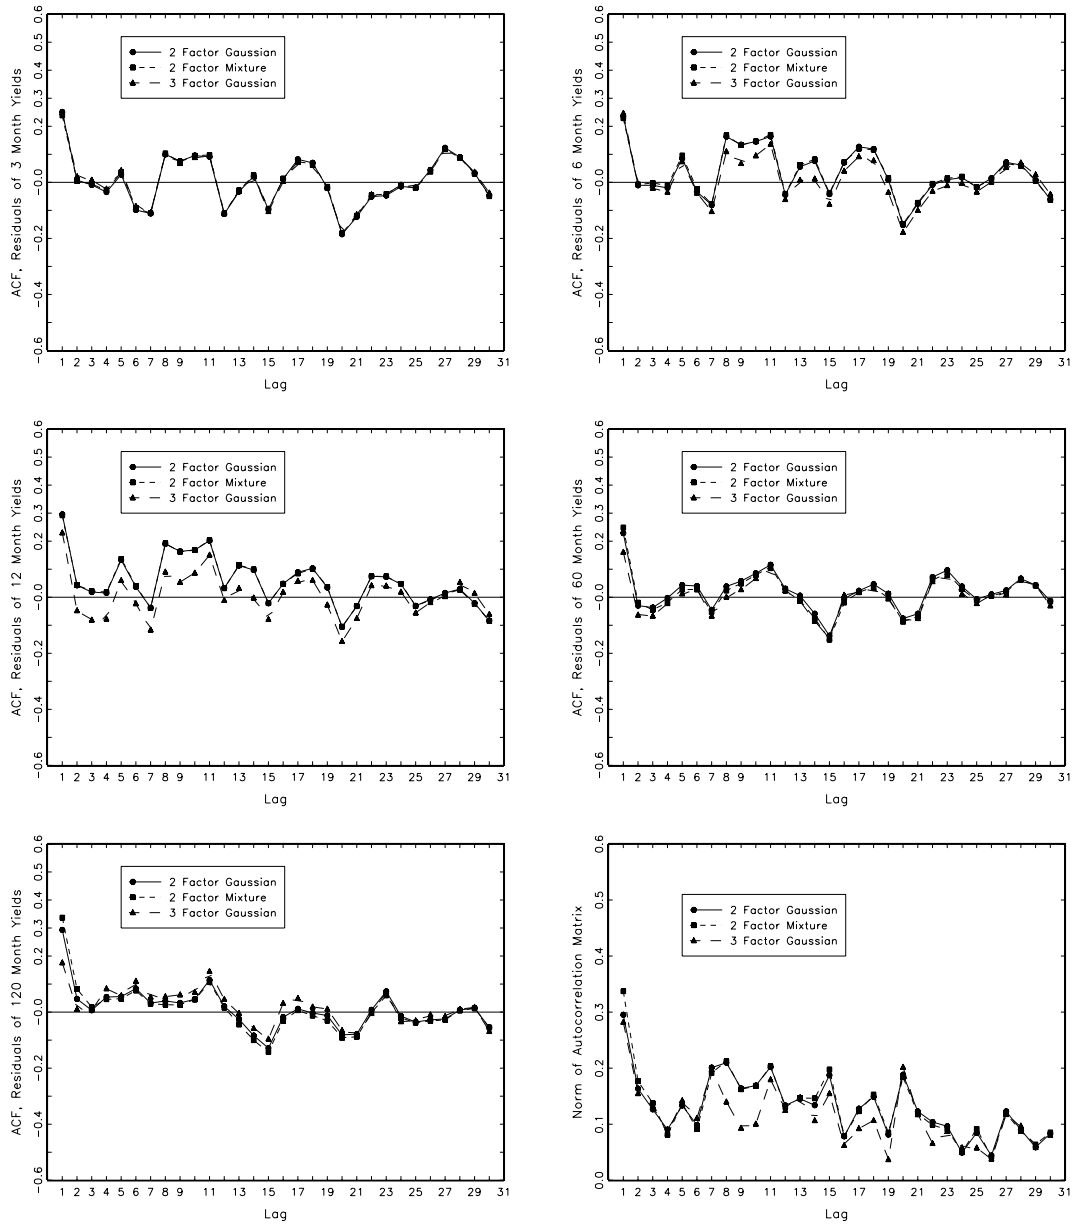 ACF, Residuals of 3 Month Yields
0.6
0.5
0.4
0.3
0.2
−0.0
−0.2
−0.4
−0.6
2 Factor Gaussian
2 Factor Mixture
3 Factor Gaussian
1 2 3 4 5 6 7 8 9 11 13 15 17 19 21 23 25 27 29 31
Lag
ACF, Residuals of 6 Month Yields
0.6
0.5
0.4
0.3
0.2
−0.0
−0.2
−0.4
−0.6
2 Factor Gaussian
2 Factor Mixture
3 Factor Gaussian
1 2 3 4 5 6 7 8 9 11 13 15 17 19 21 23 25 27 29 31
Lag
ACF, Residuals of 12 Month Yields
0.6
0.5
0.4
0.3
0.2
−0.0
−0.2
−0.4
−0.6
2 Factor Gaussian
2 Factor Mixture
3 Factor Gaussian
1 2 3 4 5 6 7 8 9 11 13 15 17 19 21 23 25 27 29 31
Lag
ACF, Residuals of 60 Month Yields
0.6
0.5
0.4
0.3
0.2
−0.0
−0.2
−0.4
−0.6
2 Factor Gaussian
2 Factor Mixture
3 Factor Gaussian
1 2 3 4 5 6 7 8 9 11 13 15 17 19 21 23 25 27 29 31
Lag
ACF, Residuals of 120 Month Yields
0.6
0.5
0.4
0.3
0.2
−0.0
−0.2
−0.4
−0.6
2 Factor Gaussian
2 Factor Mixture
3 Factor Gaussian
1 2 3 4 5 6 7 8 9 11 13 15 17 19 21 23 25 27 29 31
Lag
Norm of Autocorrelation Matrix
0.6
0.5
0.3
0.2
0.1
0.0
2 Factor Gaussian
2 Factor Mixture
3 Factor Gaussian
1 2 3 4 5 6 7 8 9 11 13 15 17 19 21 23 25 27 29 31
Lag